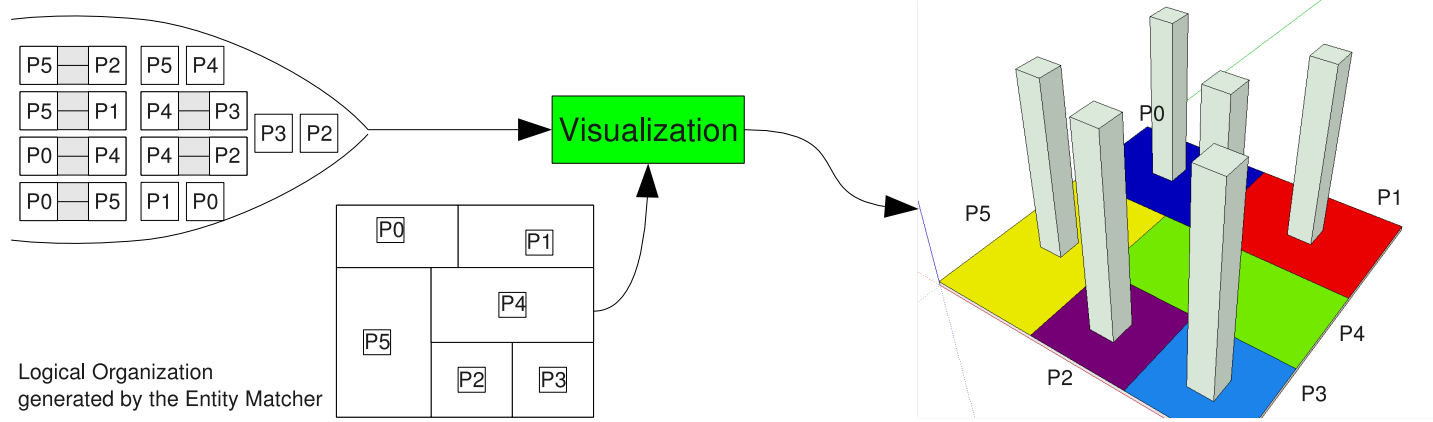 P5 P2 P5 P4
P5 P1 P4 P3
P3 P2
P0 P4 P4 P2
P0 P5 P1 P0
Visualization
P0
P1
P4
P5
P2 P3
Logical Organization
generated by the Entity Matcher
P0
P1
P5
P4
P2
P3